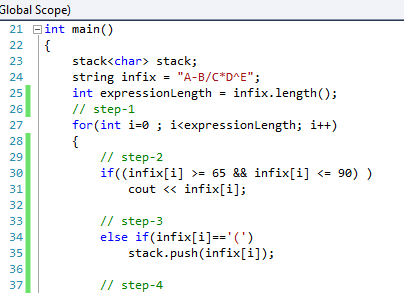 Global Scope)
21 int main()
22 {
23 stack<char> stack;
24 string infix = "A-B/C*D^E";
25 int expressionLength = infix.length();
26 // step-1
27 for(int i=0 ; i<expressionLength; i++)
28 {
29 // step-2
30 if((infix[i] >= 65 && infix[i] <= 90) )
31 cout << infix[i];
32
33 // step-3
34 else if(infix[i]=='(')
35 stack.push(infix[i]);
36
37 // step-4